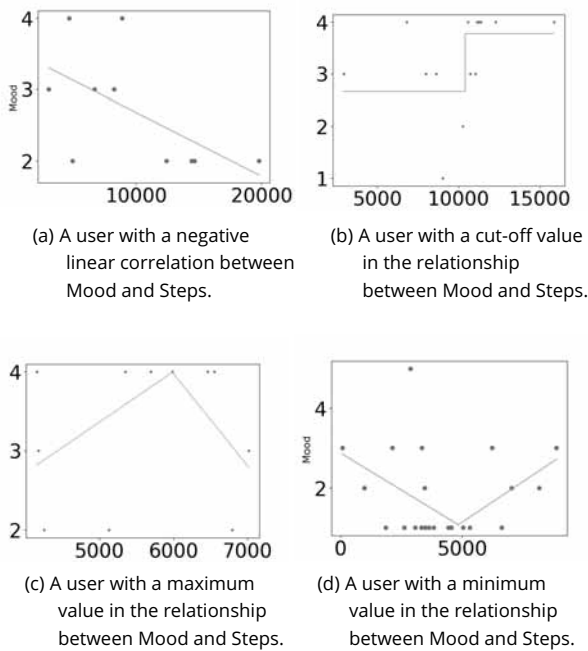 4
3
Mood
2
10000 20000
(a) A user with a negative
linear correlation between
Mood and Steps.
4
3
2
1
5000 10000 15000
(b) A user with a cut-off value
in the relationship
between Mood and Steps.
4
3
2
5000 6000 7000
(c) A user with a maximum
value in the relationship
between Mood and Steps.
4
Mood
2
0 5000
(d) A user with a minimum
value in the relationship
between Mood and Steps.